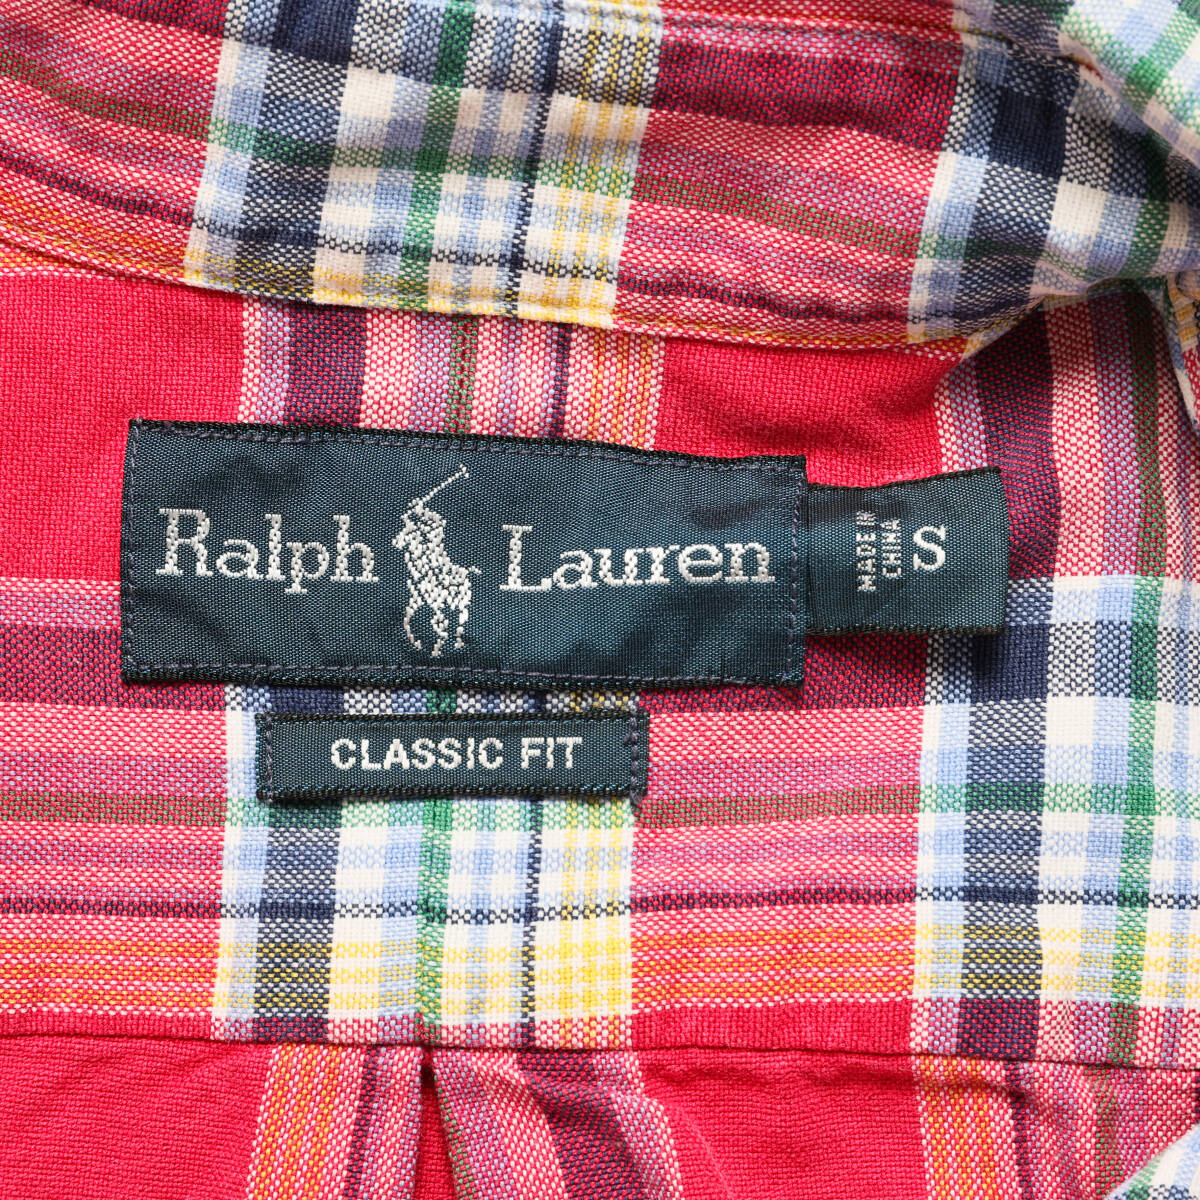 Ralph Lauren
MADE IN
CHINA
S
CLASSIC FIT